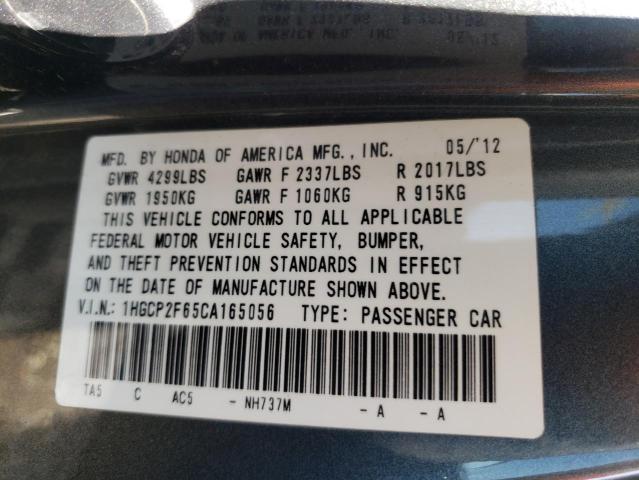 MFD. BY HONDA OF AMERICA MFG., INC. 05/'12
GVWR 4299LBS GAWR F 2337LBS R 2017LBS
GVWR 1950KG GAWR F 1060KG R 915KG
THIS VEHICLE CONFORMS TO ALL APPLICABLE
FEDERAL MOTOR VEHICLE SAFETY, BUMPER,
AND THEFT PREVENTION STANDARDS IN EFFECT
ON THE DATE OF MANUFACTURE SHOWN ABOVE.
V.I.N.: 1HGCP2F65CA165056 TYPE: PASSENGER CAR
TA5 C AC5 - NH737M - A - A